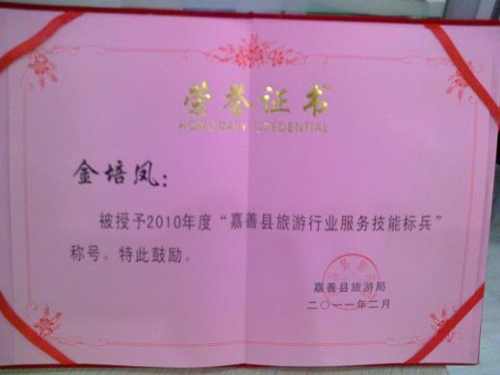 荣誉证书
HONORARY CREDENTIAL
金培凤：
被授予2010年度“嘉善县旅游行业服务技能标兵”
称号。特此鼓励。
嘉善县旅游局
二〇一一年二月